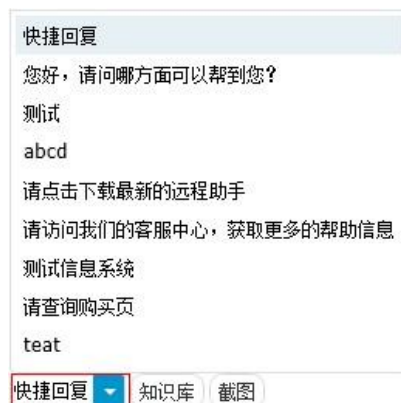 快捷回复
您好，请问哪方面可以帮到您？
测试
abcd
请点击下载最新的远程助手
请访问我们的客服中心，获取更多的帮助信息
测试信息系统
请查询购买页
teat
快捷回复 知识库 截图